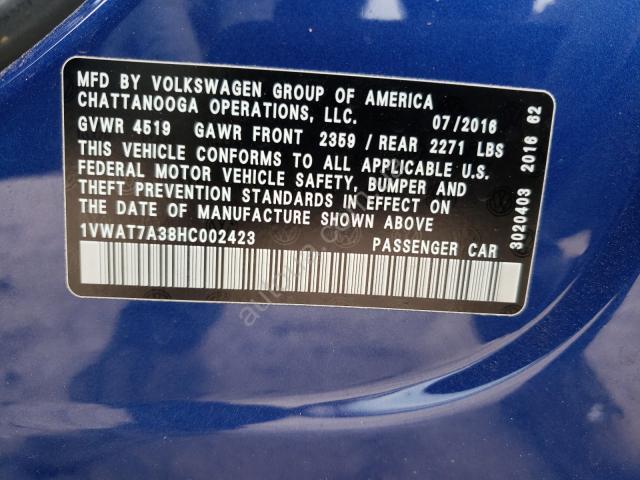 MFD BY VOLKSWAGEN GROUP OF AMERICA
CHATTANOOGA OPERATIONS, LLC. 07/2016
GVWR 4519 GAWR FRONT 2359 / REAR 2271 LBS
THIS VEHICLE CONFORMS TO ALL APPLICABLE U.S.
FEDERAL MOTOR VEHICLE SAFETY, BUMPER AND
THEFT PREVENTION STANDARDS IN EFFECT ON
THE DATE OF MANUFACTURE SHOWN ABOVE
1VWAT7A38HC002423 PASSENGER CAR
3020403 2016 62